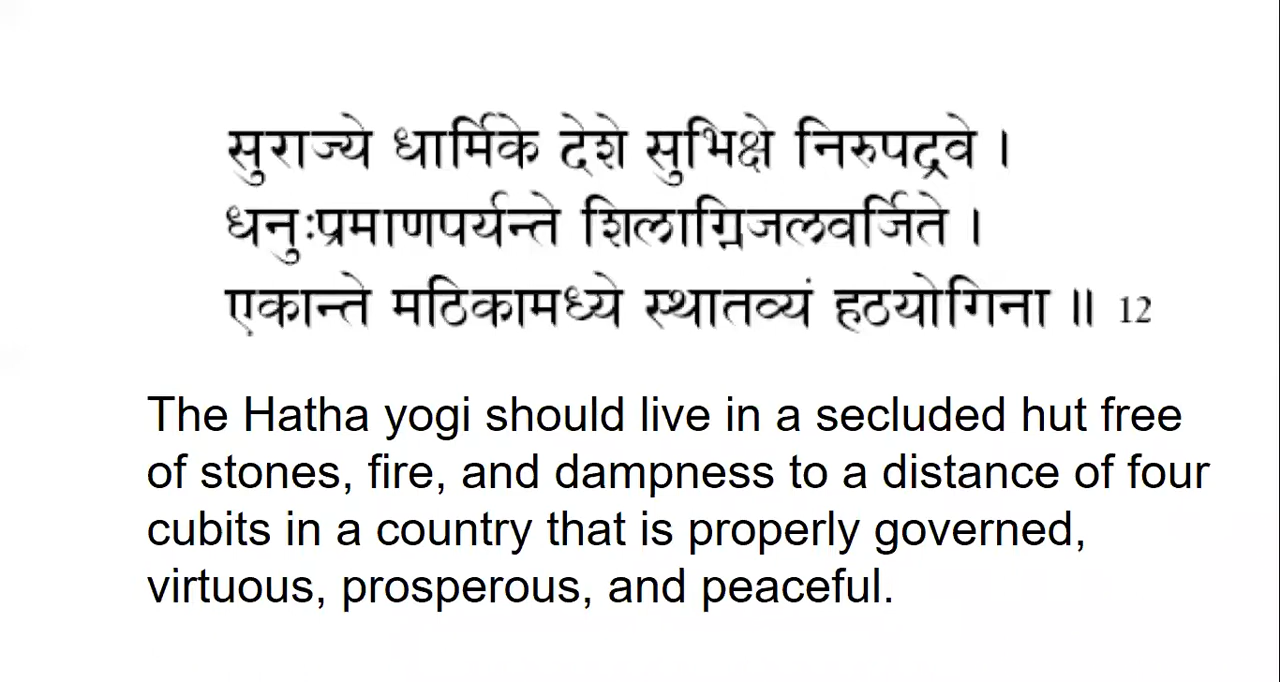 सुराज्ये धार्मिके देशे सुभिक्षे निरुपद्रवे ।
धनुःप्रमाणपर्यन्ते शिलाग्निजलवर्जिते ।
एकान्ते मठिकामध्ये स्थातव्यं हठयोगिना ॥ 12
The Hatha yogi should live in a secluded hut free
of stones, fire, and dampness to a distance of four
cubits in a country that is properly governed,
virtuous, prosperous, and peaceful.